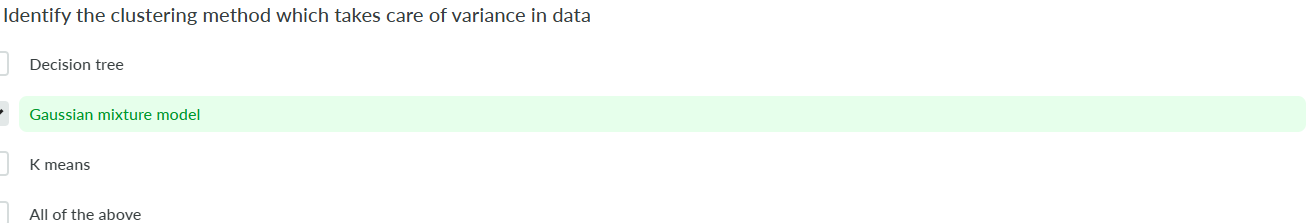 Identify the clustering method which takes care of variance in data
Decision tree
Gaussian mixture model
K means
All of the above